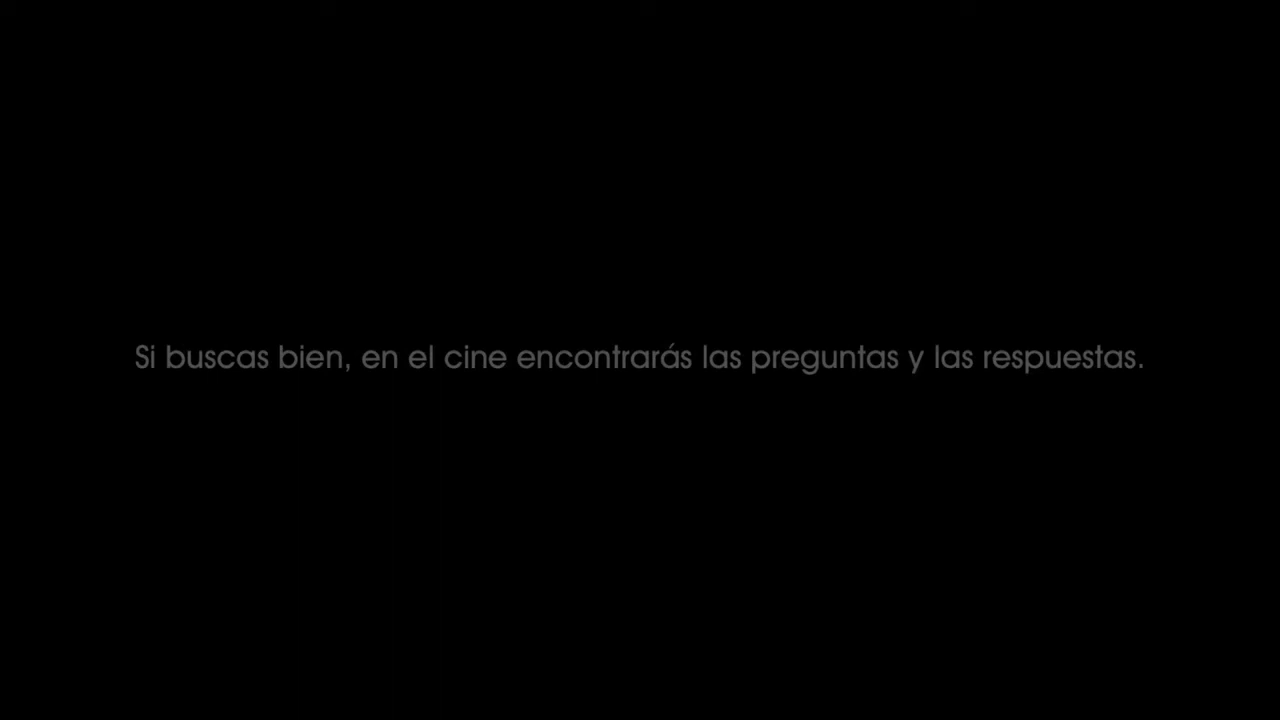 Si buscas bien, en el cine encontrarás las preguntas y las respuestas.